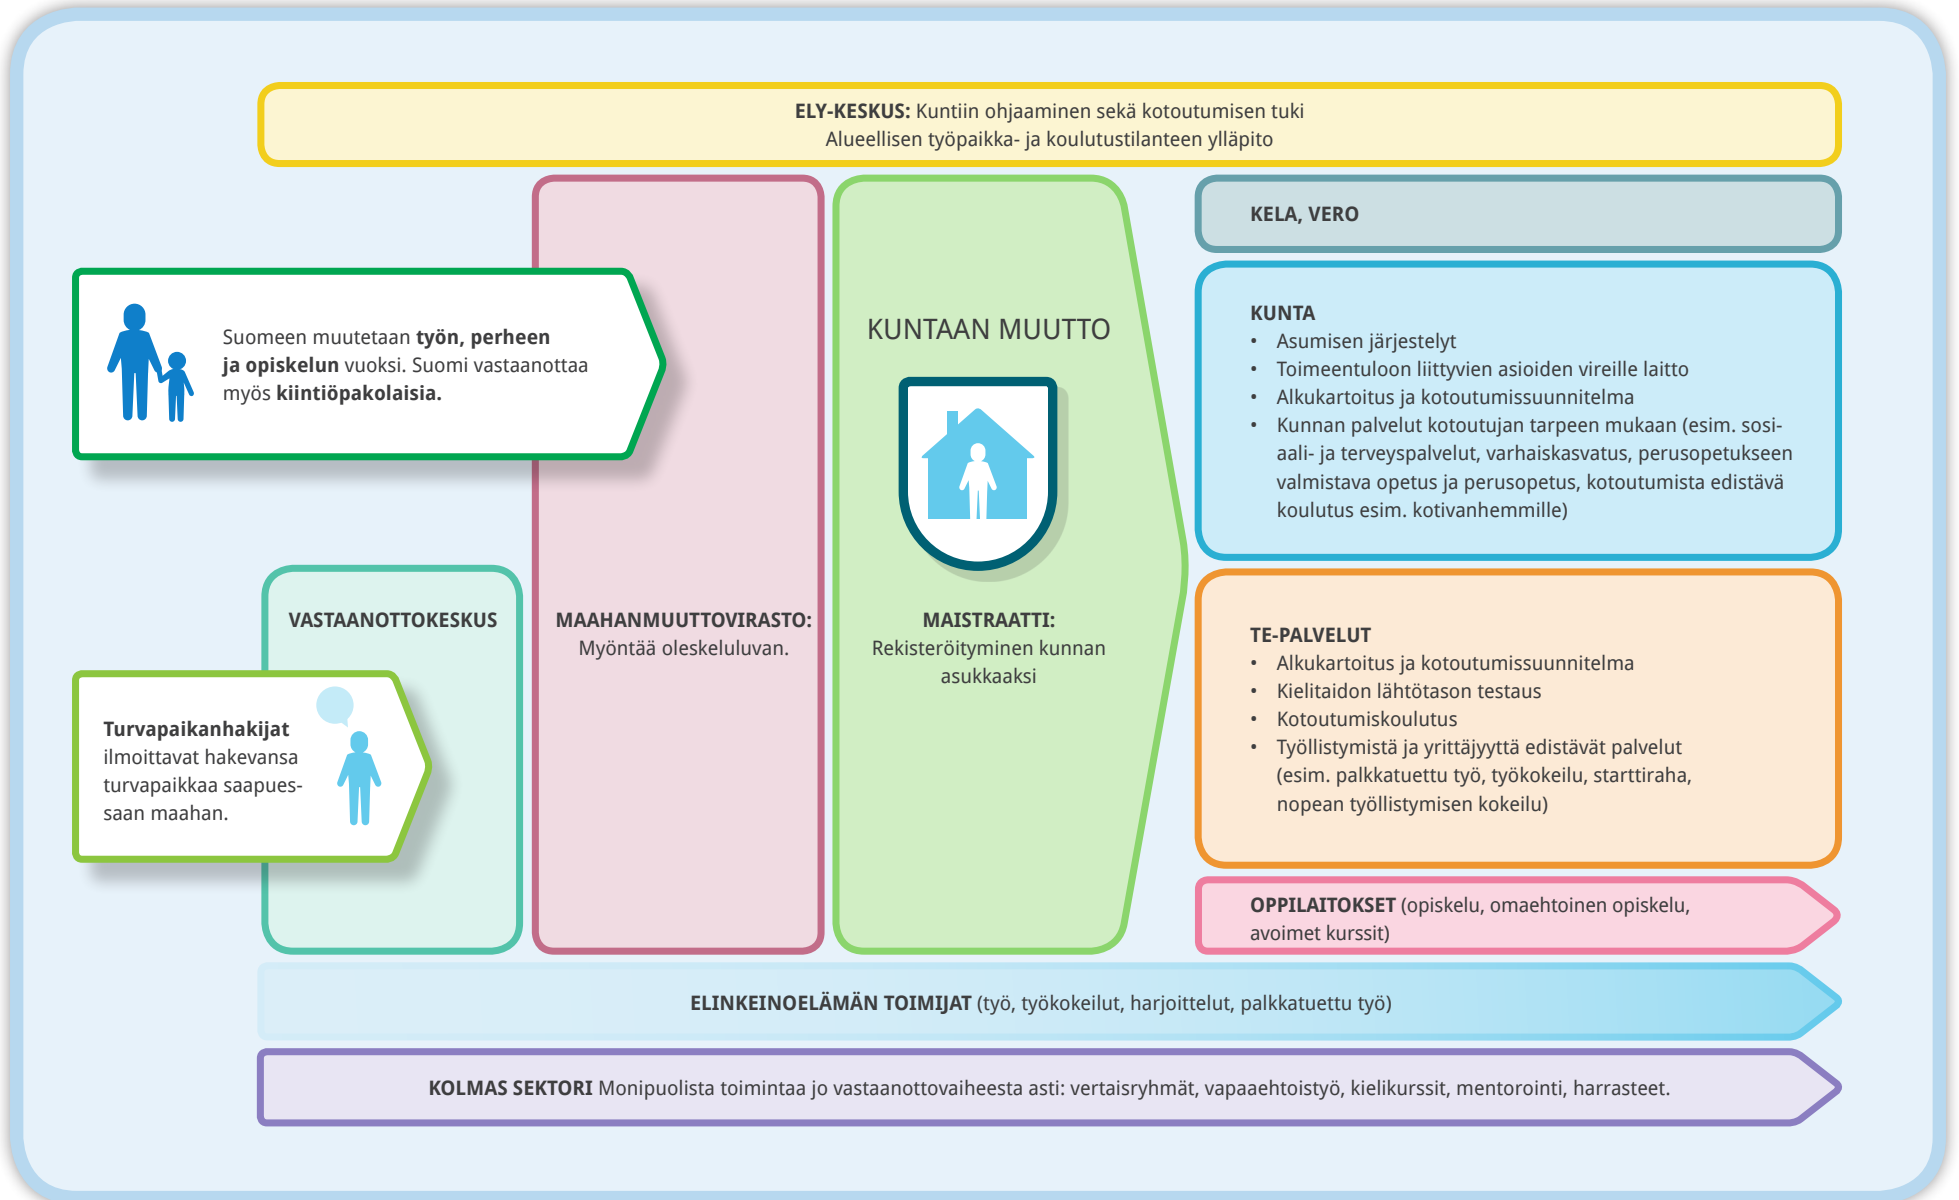 ELY-KESKUS: Kuntiin ohjaaminen sekä kotoutumisen tuki
Alueellisen työpaikka- ja koulutustilanteen ylläpito
Suomeen muutetaan työn, perheen
ja opiskelun vuoksi. Suomi vastaanottaa
myös kiintiöpakolaisia.
VASTAANOTTOKESKUS
Turvapaikanhakijat
ilmoittavat hakevansa
turvapaikkaa saapues-
saan maahan.
MAAHANMUUTTOVIRASTO:
Myöntää oleskeluluvan.
KUNTAAN MUUTTO
MAISTRAATTI:
Rekisteröityminen kunnan
asukkaaksi
KELA, VERO
KUNTA
• Asumisen järjestelyt
• Toimeentuloon liittyvien asioiden vireille laitto
• Alkukartoitus ja kotoutumissuunnitelma
• Kunnan palvelut kotoutujan tarpeen mukaan (esim. sosi-
aali- ja terveyspalvelut, varhaiskasvatus, perusopetukseen
valmistava opetus ja perusopetus, kotoutumista edistävä
koulutus esim. kotivanhemmille)
TE-PALVELUT
• Alkukartoitus ja kotoutumissuunnitelma
• Kielitaidon lähtötason testaus
• Kotoutumiskoulutus
• Työllistymistä ja yrittäjyyttä edistävät palvelut
(esim. palkkatuettu työ, työkokeilu, starttiraha,
nopean työllistymisen kokeilu)
OPPILAITOKSET (opiskelu, omaehtoinen opiskelu,
avoimet kurssit)
ELINKEINOELÄMÄN TOIMIJAT (työ, työkokeilut, harjoittelut, palkkatuettu työ)
KOLMAS SEKTORI Monipuolista toimintaa jo vastaanottovaiheesta asti: vertaisryhmät, vapaaehtoistyö, kielikurssit, mentorointi, harrasteet.